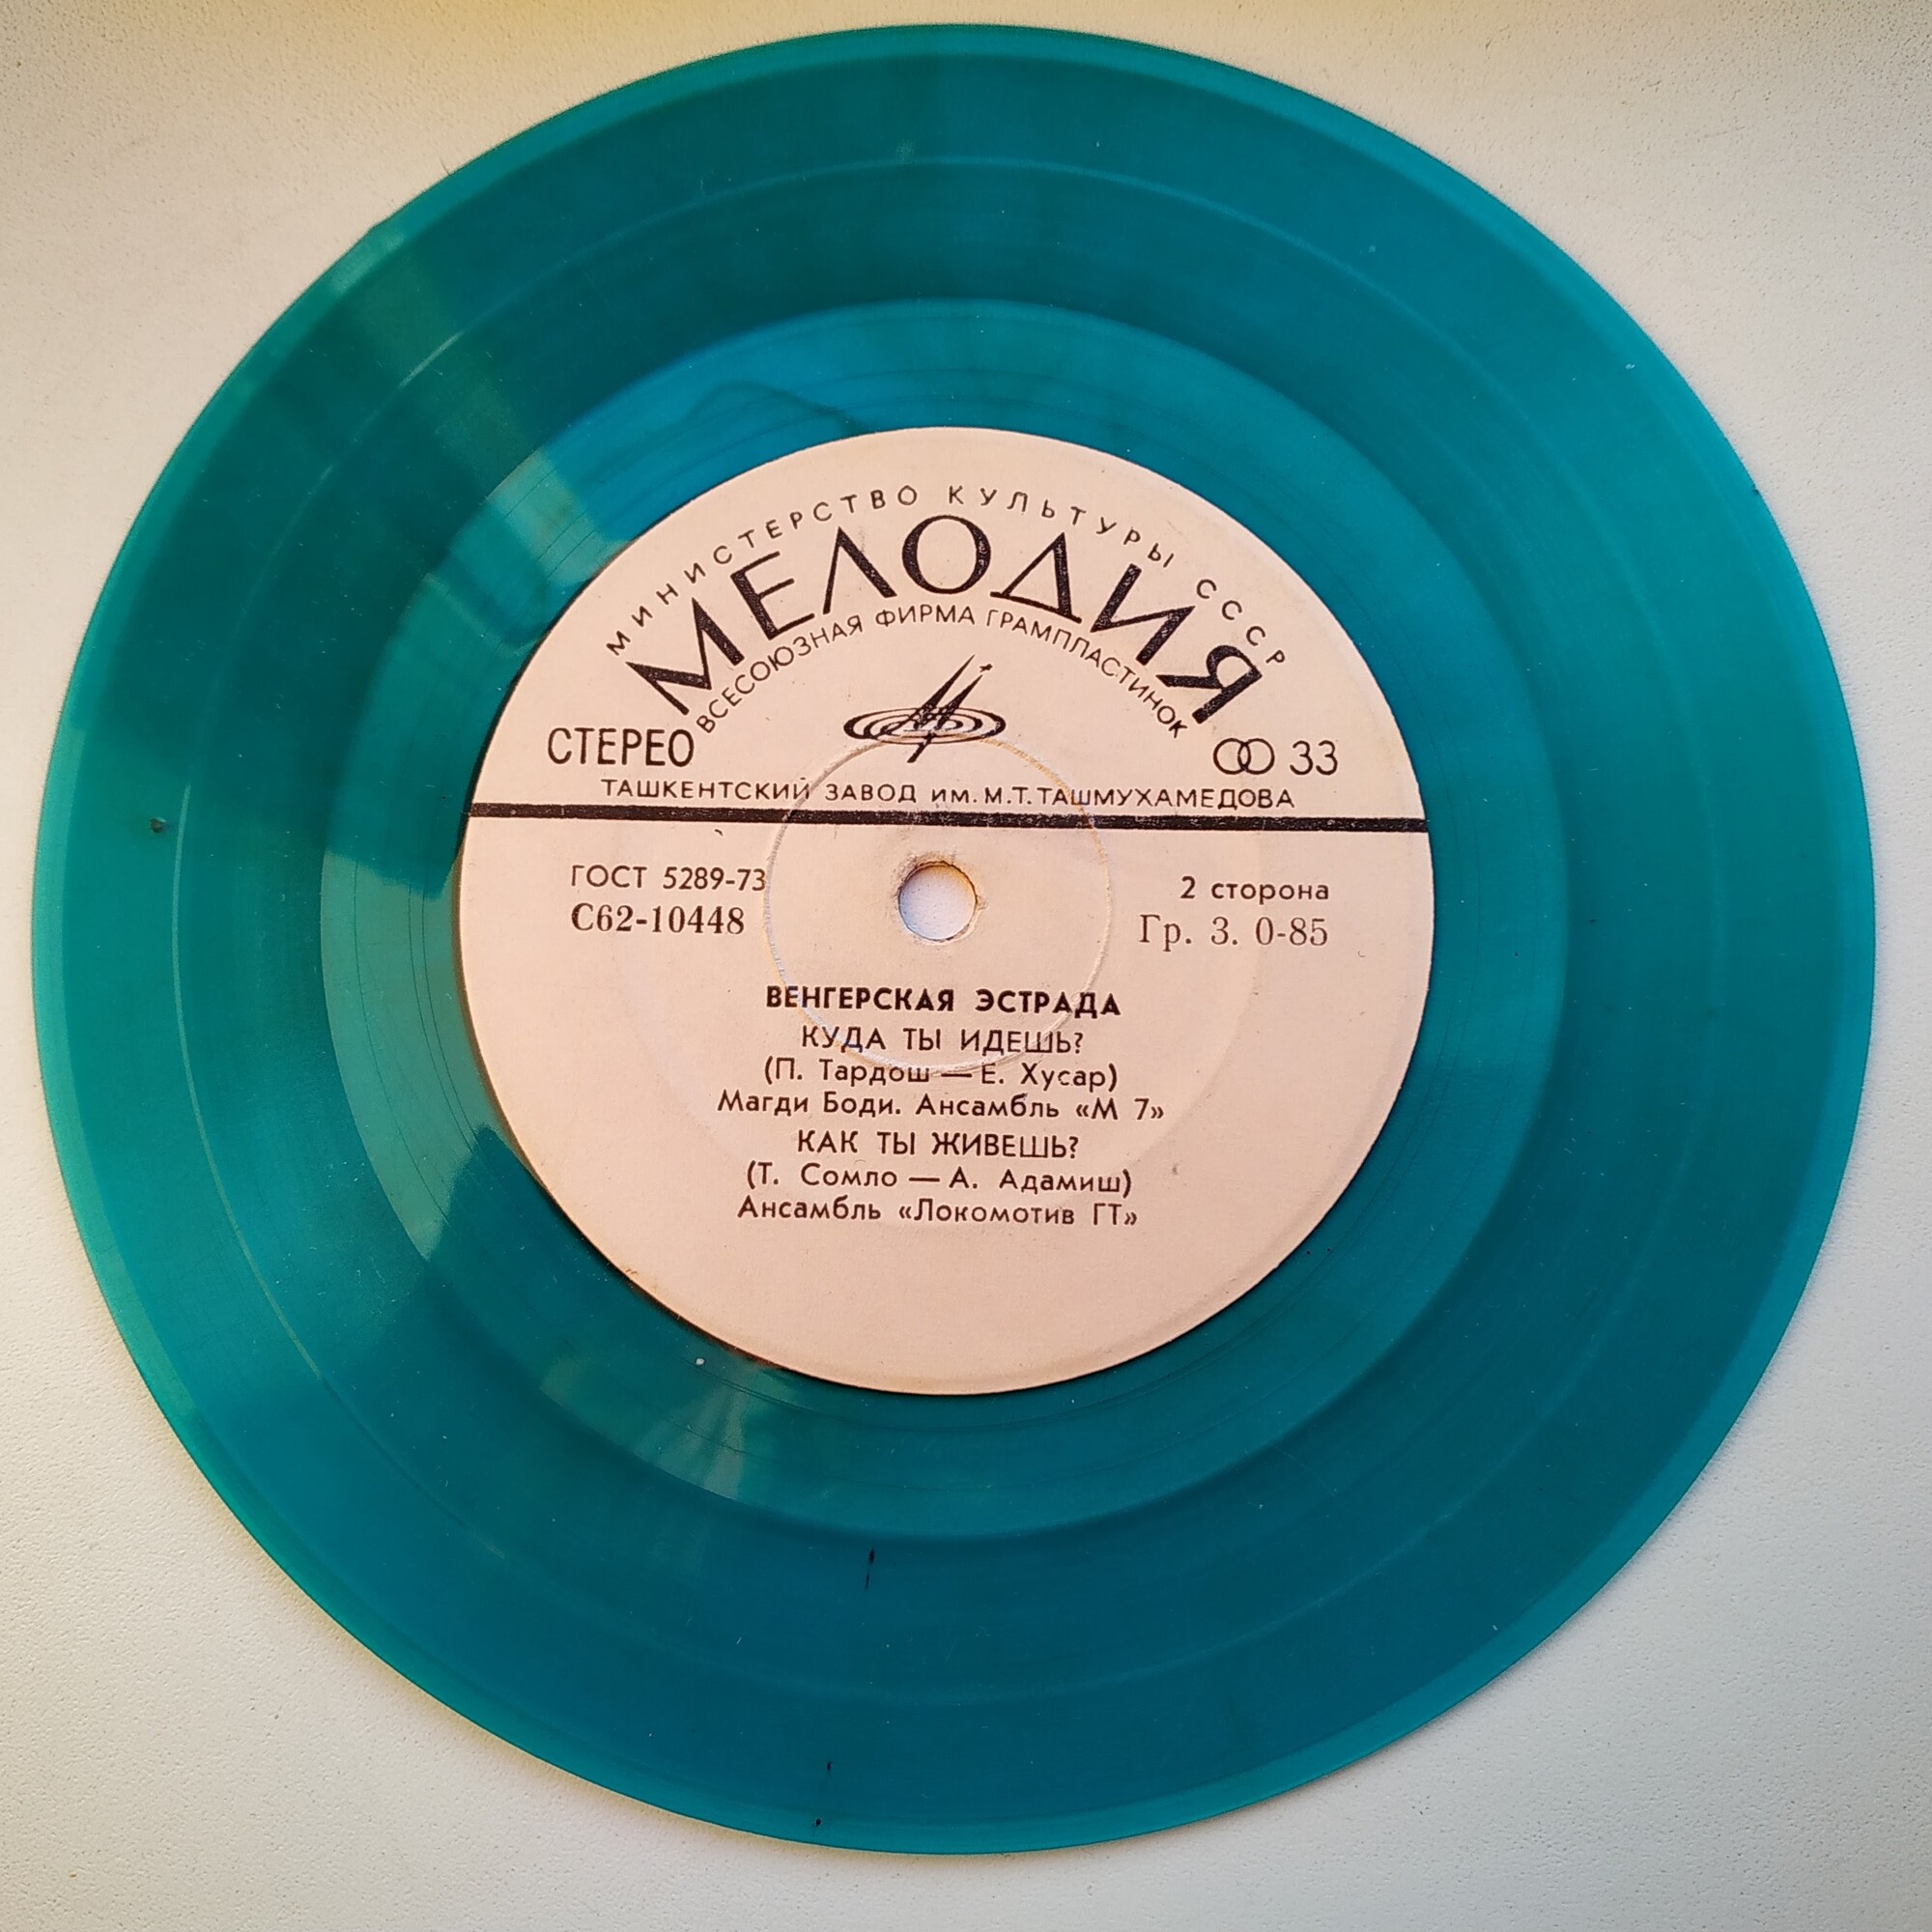 МИНИСТЕРСТВО КУЛЬТУРЫ СССР
МЕЛОДИЯ
ВСЕСОЮЗНАЯ ФИРМА ГРАМПЛАСТИНОК
СТЕРЕО
33
ТАШКЕНТСКИЙ ЗАВОД им. М.Т. ТАШМУХАМЕДОВА
ГОСТ 5289-73
2 сторона
С62-10448
Гр. 3. 0-85
ВЕНГЕРСКАЯ ЭСТРАДА
КУДА ТЫ ИДЕШЬ?
(П. Тардош — Е. Хусар)
Магди Боди. Ансамбль «М 7»
КАК ТЫ ЖИВЕШЬ?
(Т. Сомло — А. Адамиш)
Ансамбль «Локомотив ГТ»